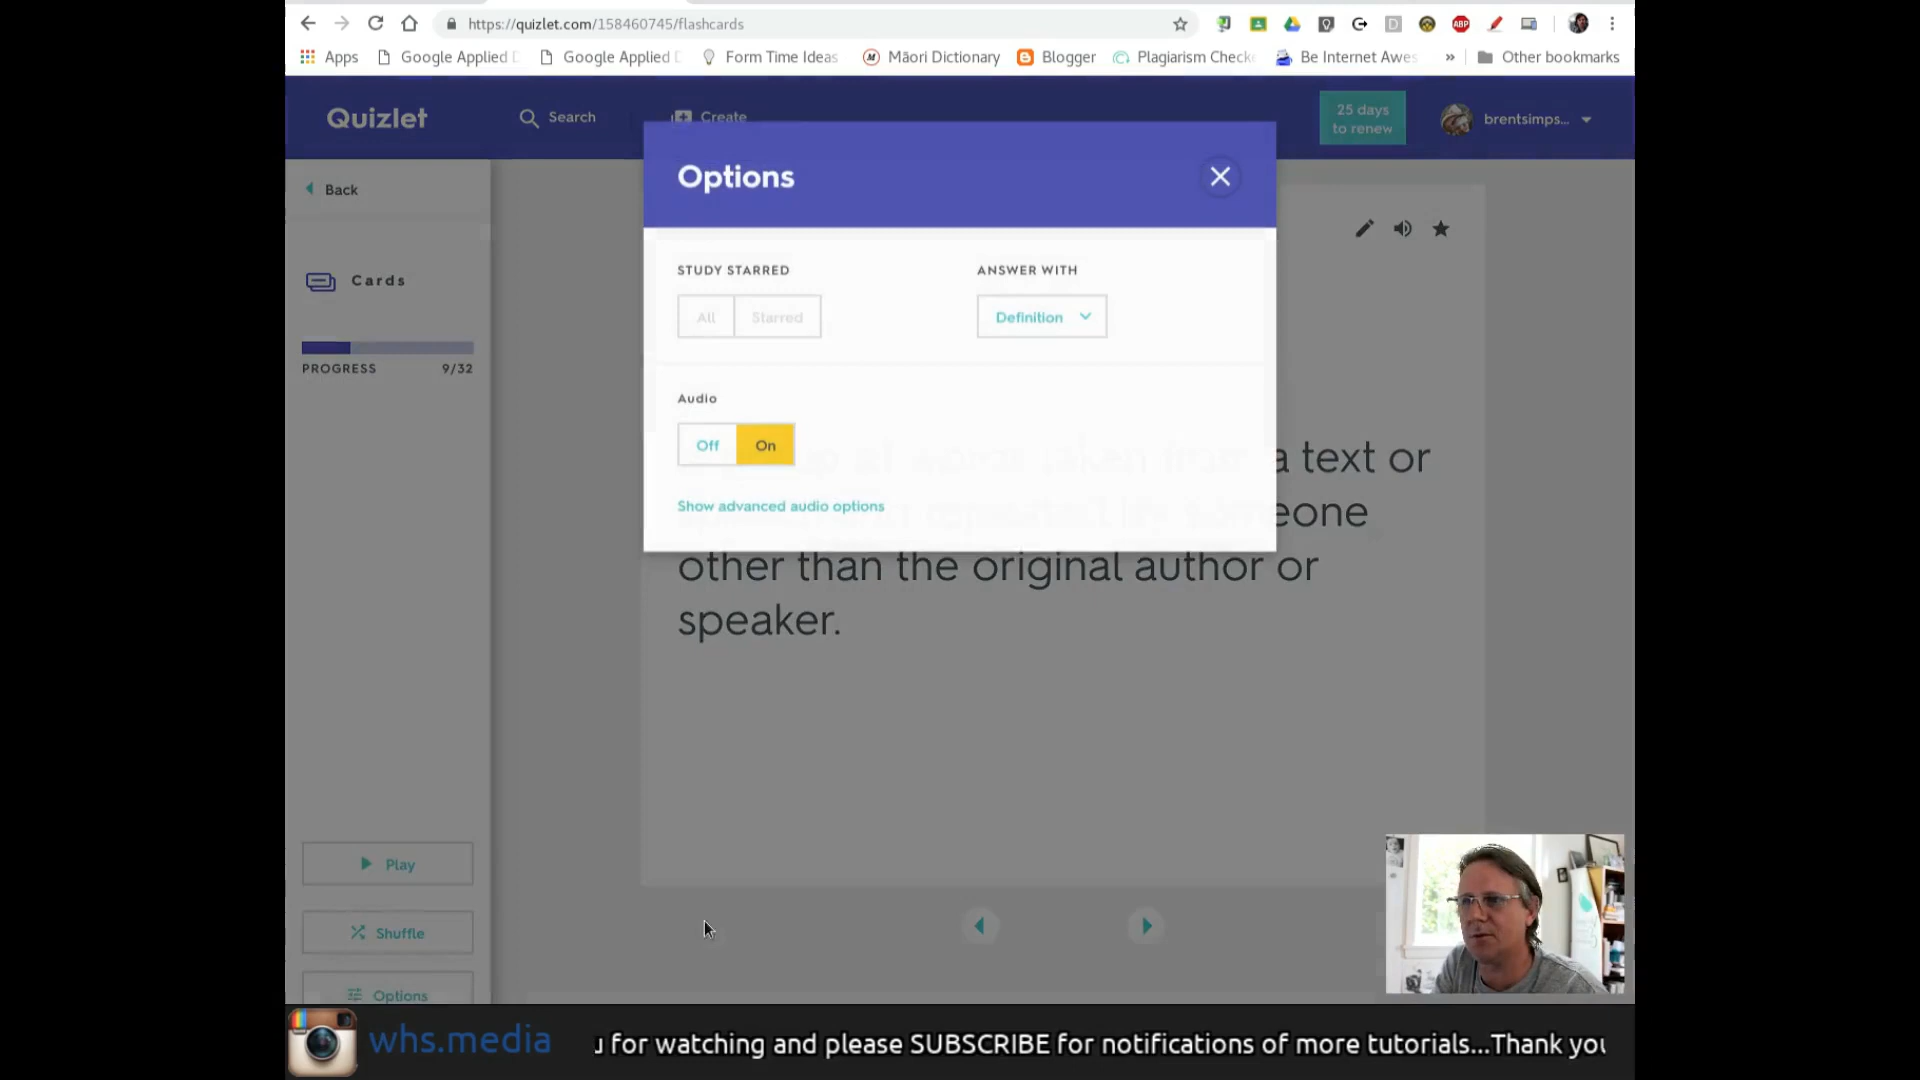 https://quizlet.com/158460745/flashcards
Apps Google Applied D Google Applied D Form Time Ideas Māori Dictionary Blogger Plagiarism Checke Be Internet Awes » Other bookmarks
Quizlet Search Create 25 days to renew brentsimps...
Back
Options
Cards
STUDY STARRED ANSWER WITH
All Starred Definition
PROGRESS 9/32
Audio
Off On
a text or
Show advanced audio options
eone
other than the original author or
speaker.
Play
Shuffle
Options
whs.media for watching and please SUBSCRIBE for notifications of more tutorials...Thank you